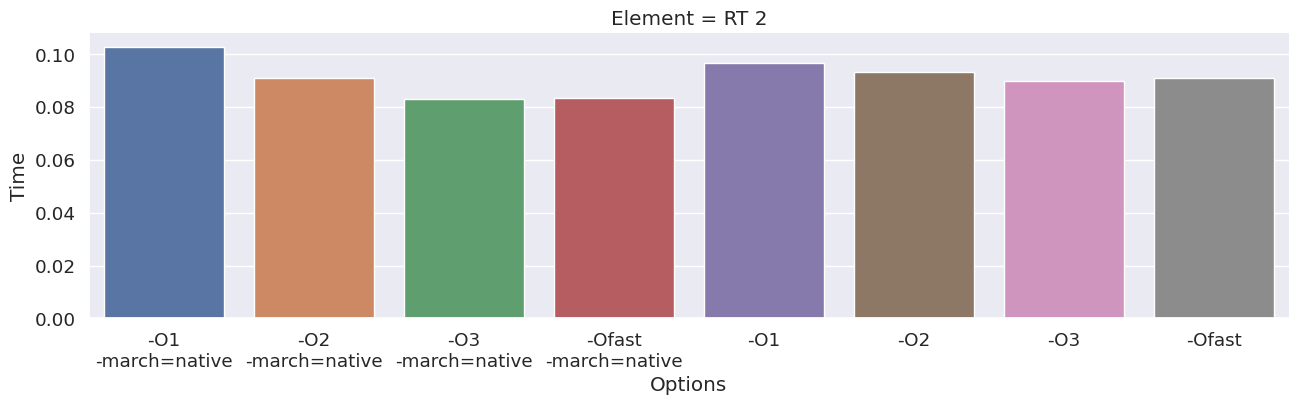 Element = RT 2
Time
0.10
0.08
0.06
0.04
0.02
0.00
-O1
-march=native
-O2
-march=native
-O3
-march=native
-Ofast
-march=native
-O1
-O2
-O3
-Ofast
Options